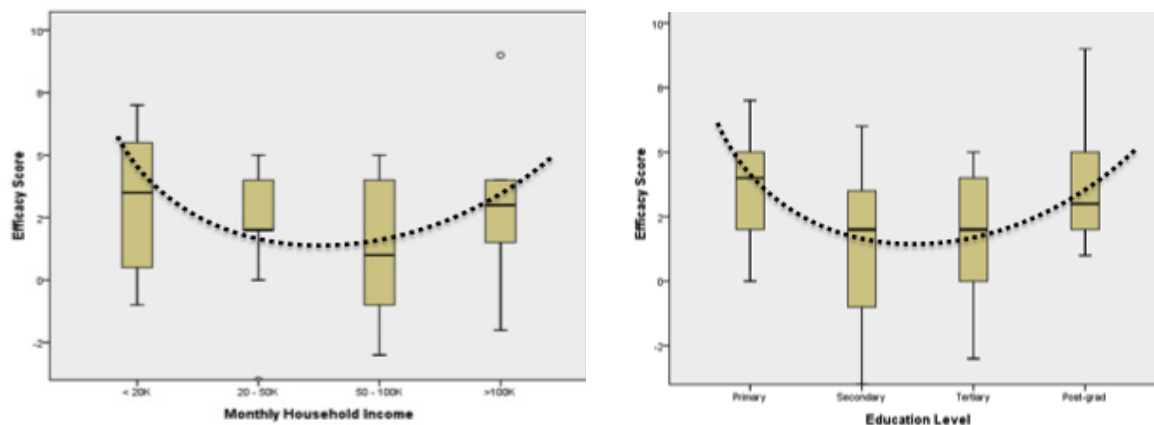 Efficacy Score
10
8
5
2
0
-2
< 20K
20 - 50K
50 - 100K
>100K
Monthly Household Income
Efficacy Score
10
8
5
2
0
-2
Primary
Secondary
Tertiary
Post-grad
Education Level